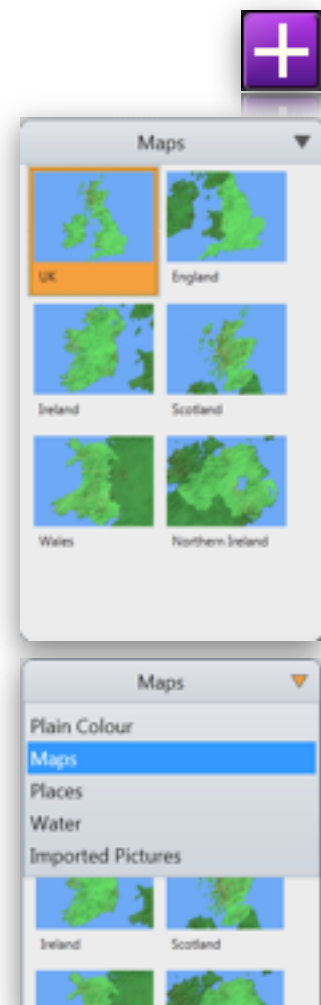 Maps
UK England
Ireland Scotland
Wales Northern Ireland
Maps
Plain Colour
Maps
Places
Water
Imported Pictures
Ireland Scotland